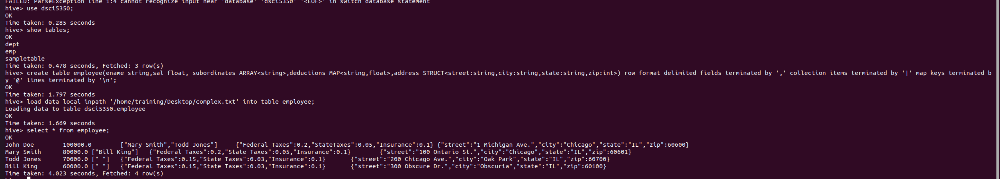 FAILED: ParseException line 1:4 cannot recognize input near 'database' 'dsci5350' '<EOF>' in switch database statement
hive> use dsci5350;
OK
Time taken: 0.285 seconds
hive> show tables;
OK
dept
emp
sampletable
Time taken: 0.478 seconds, Fetched: 3 row(s)
hive> create table employee(ename string,sal float, subordinates ARRAY<string>,deductions MAP<string,float>,address STRUCT<street:string,city:string,state:string,zip:int>) row format delimited fields terminated by ',' collection items terminated by '|' map keys terminated b
y '@' lines terminated by '\n';
OK
Time taken: 1.797 seconds
hive> load data local inpath '/home/training/Desktop/complex.txt' into table employee;
Loading data to table dsci5350.employee
OK
Time taken: 1.669 seconds
hive> select * from employee;
OK
John Doe        100000.0        ["Mary Smith","Todd Jones"]     {"Federal Taxes":0.2,"StateTaxes":0.05,"Insurance":0.1} {"street":"1 Michigan Ave.","city":"Chicago","state":"IL","zip":60600}
Mary Smith      80000.0 ["Bill King"]   {"Federal Taxes":0.2,"State Taxes":0.05,"Insurance":0.1}        {"street":"100 Ontario St.","city":"Chicago","state":"IL","zip":60601}
Todd Jones      70000.0 [" "]   {"Federal Taxes":0.15,"State Taxes":0.03,"Insurance":0.1}       {"street":"200 Chicago Ave.","city":"Oak Park","state":"IL","zip":60700}
Bill King       60000.0 [" "]   {"Federal Taxes":0.15,"State Taxes":0.03,"Insurance":0.1}       {"street":"300 Obscure Dr.","city":"Obscuria","state":"IL","zip":60100}
Time taken: 4.023 seconds, Fetched: 4 row(s)